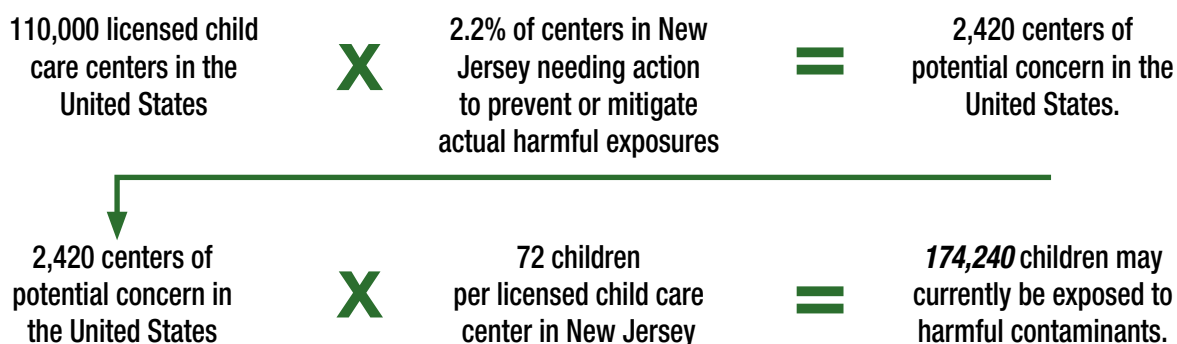 110,000 licensed child
care centers in the
United States
X
2.2% of centers in New
Jersey needing action
to prevent or mitigate
actual harmful exposures
=
2,420 centers of
potential concern in the
United States.
2,420 centers of
potential concern in
the United States
X
72 children
per licensed child care
center in New Jersey
=
174,240 children may
currently be exposed to
harmful contaminants.